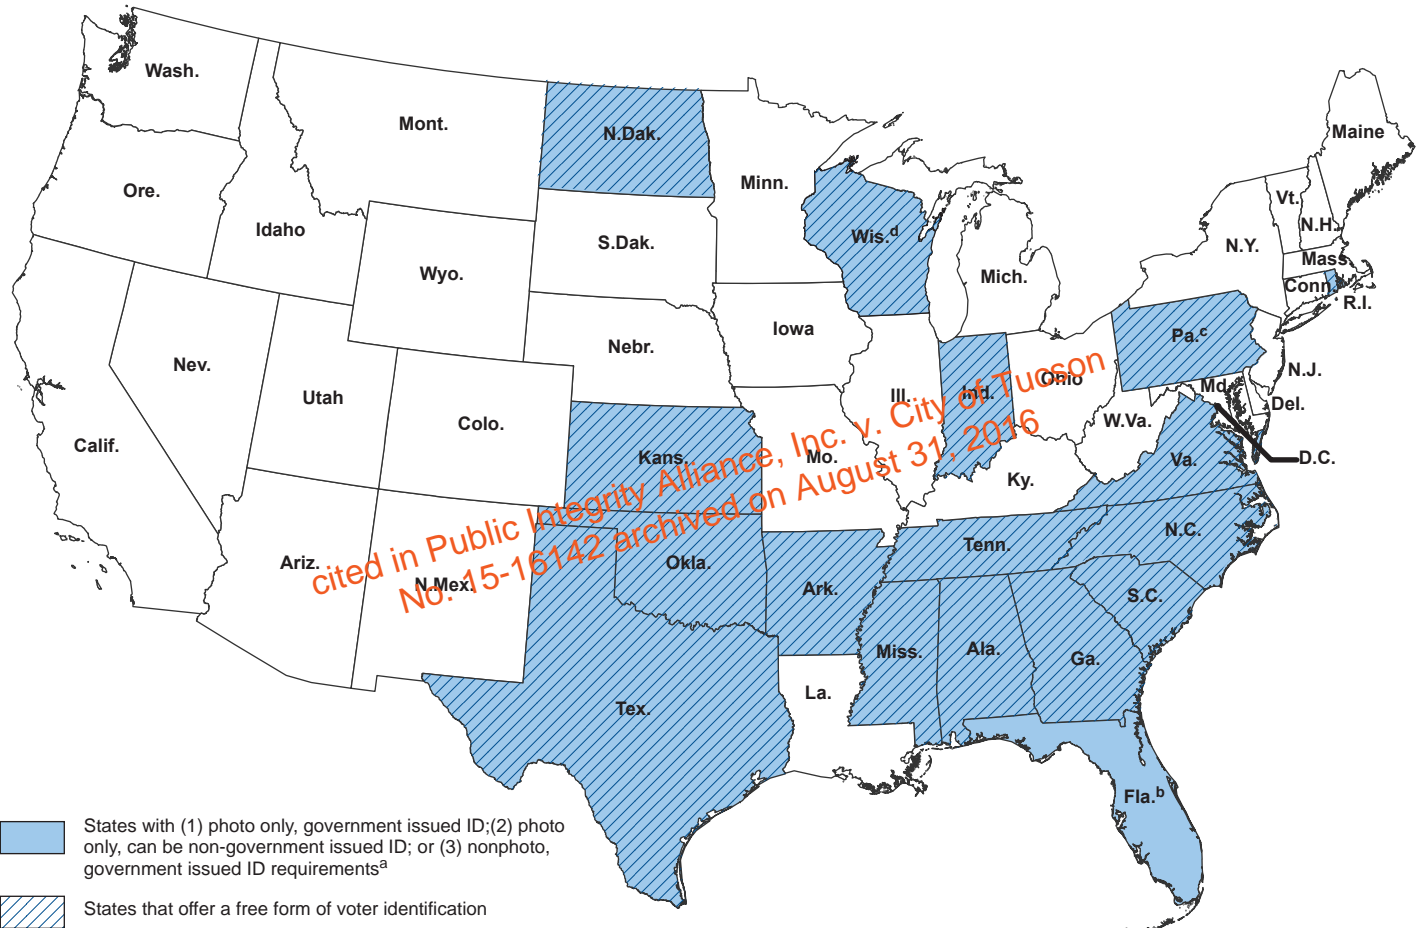 Wash.
Mont.
N.Dak.
Minn.
Maine
Ore.
Idaho
S.Dak.
Wis.d
Vt.
N.H.
N.Y.
Mass
Wyo.
Mich.
Conn.
R.I.
Iowa
Pa.c
Nebr.
Nev.
Utah
Colo.
Ill.
Ind.
Ohio
N.J.
Md.
Del.
Calif.
W.Va.
Kans.
Mo.
Va.
D.C.
Ky.
N.C.
cited in Public Integrity Alliance, Inc. v. City of Tucson
No. 15-16142 archived on August 31, 2016
Ariz.
N.Mex.
Okla.
Ark.
Tenn.
S.C.
Miss.
Ala.
Ga.
Tex.
La.
Fla.b
States with (1) photo only, government issued ID;(2) photo
only, can be non-government issued ID; or (3) nonphoto,
government issued ID requirementsa
States that offer a free form of voter identification